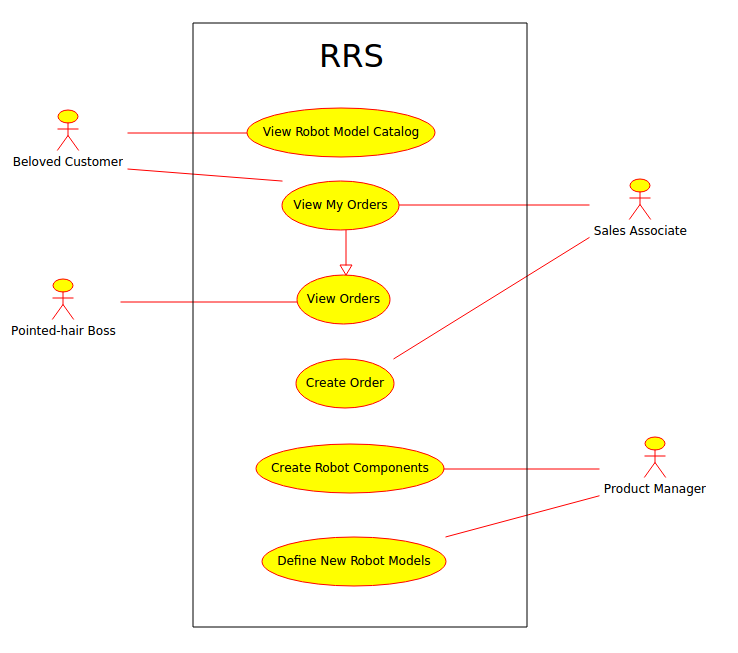 RRS
View Robot Model Catalog
Beloved Customer
View My Orders
Sales Associate
View Orders
Pointed-hair Boss
Create Order
Create Robot Components
Product Manager
Define New Robot Models